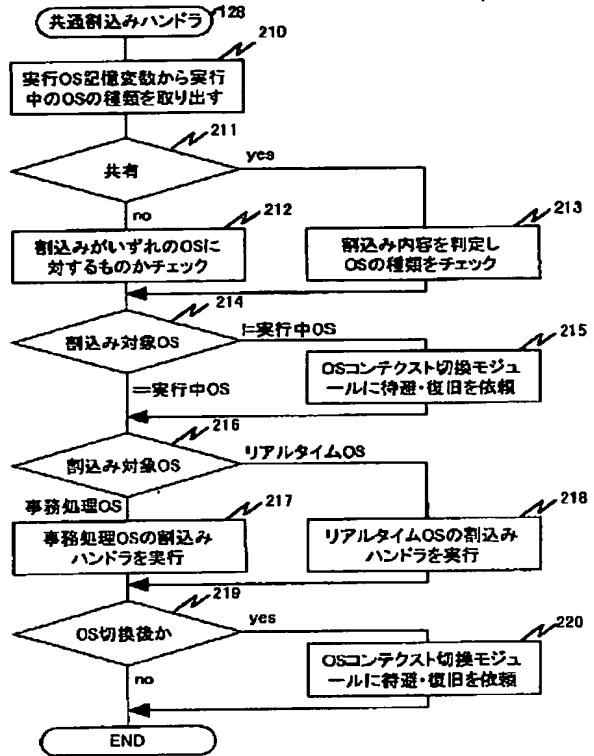 共通割込みハンドラ 128
210
実行OS記憶変数から実行
中のOSの種類を取り出す
211
共有
yes
no
212
割込みがいずれのOSに
対するものかチェック
213
割込み内容を判定し
OSの種類をチェック
214
割込み対象OS
!=実行中OS
==実行中OS
215
OSコンテクスト切換モジュ
ールに待避・復旧を依頼
216
割込み対象OS
リアルタイムOS
事務処理OS
217
事務処理OSの割込み
ハンドラを実行
218
リアルタイムOSの割込み
ハンドラを実行
219
OS切換後か
yes
no
220
OSコンテクスト切換モジュ
ールに待避・復旧を依頼
END